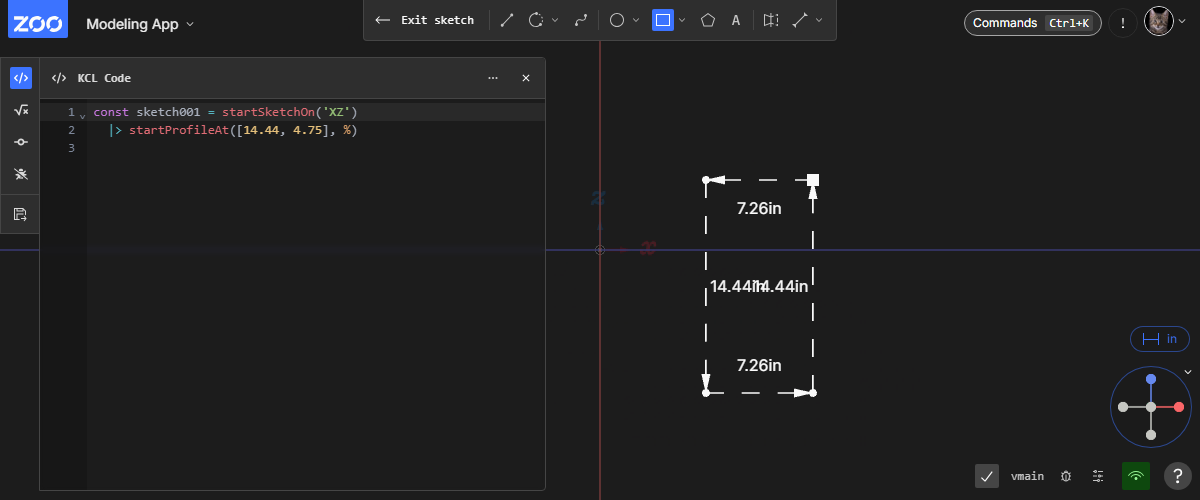 ZOO Modeling App
Exit sketch
A
Commands Ctrl+K
!
</> KCL Code
1 const sketch001 = startSketchOn('XZ')
2   |> startProfileAt([14.44, 4.75], %)
3
√x
z
x
7.26in
14.44in 14.44in
7.26in
in
vmain
?